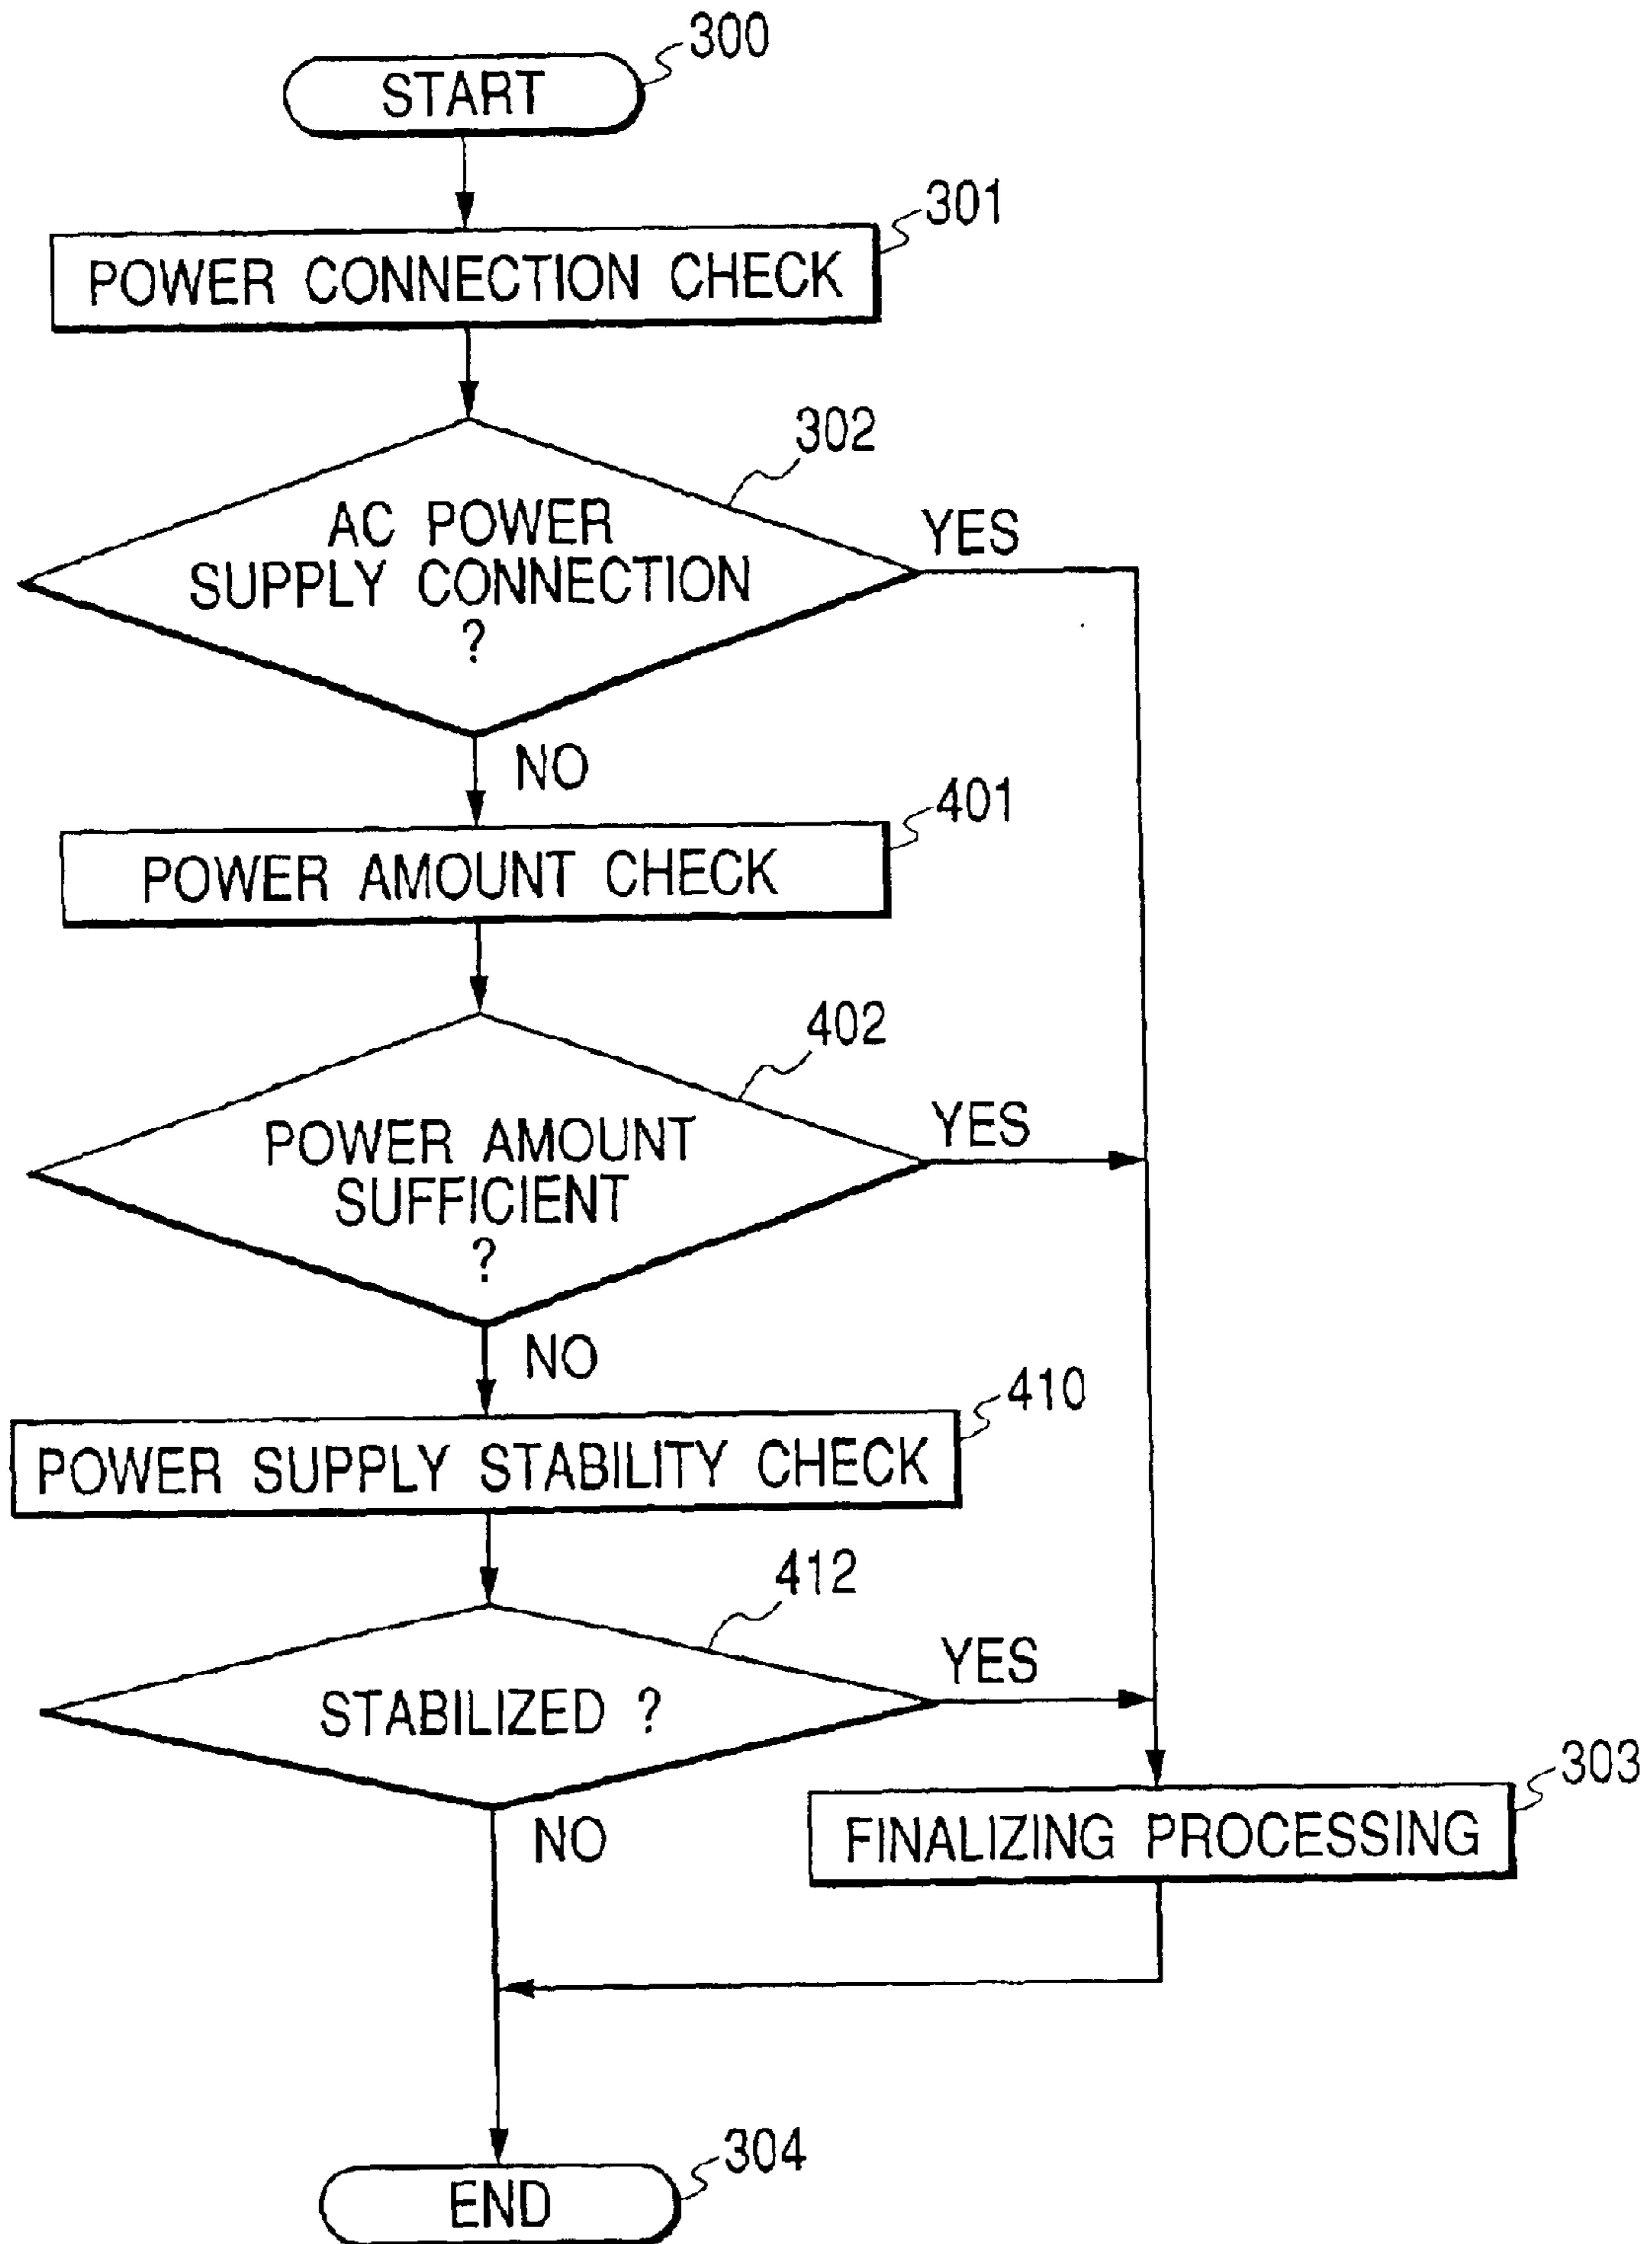 300
START
301
POWER CONNECTION CHECK
302
AC POWER
SUPPLY CONNECTION
?
YES
NO
401
POWER AMOUNT CHECK
402
POWER AMOUNT
SUFFICIENT
?
YES
NO
410
POWER SUPPLY STABILITY CHECK
412
STABILIZED ?
YES
NO
303
FINALIZING PROCESSING
304
END